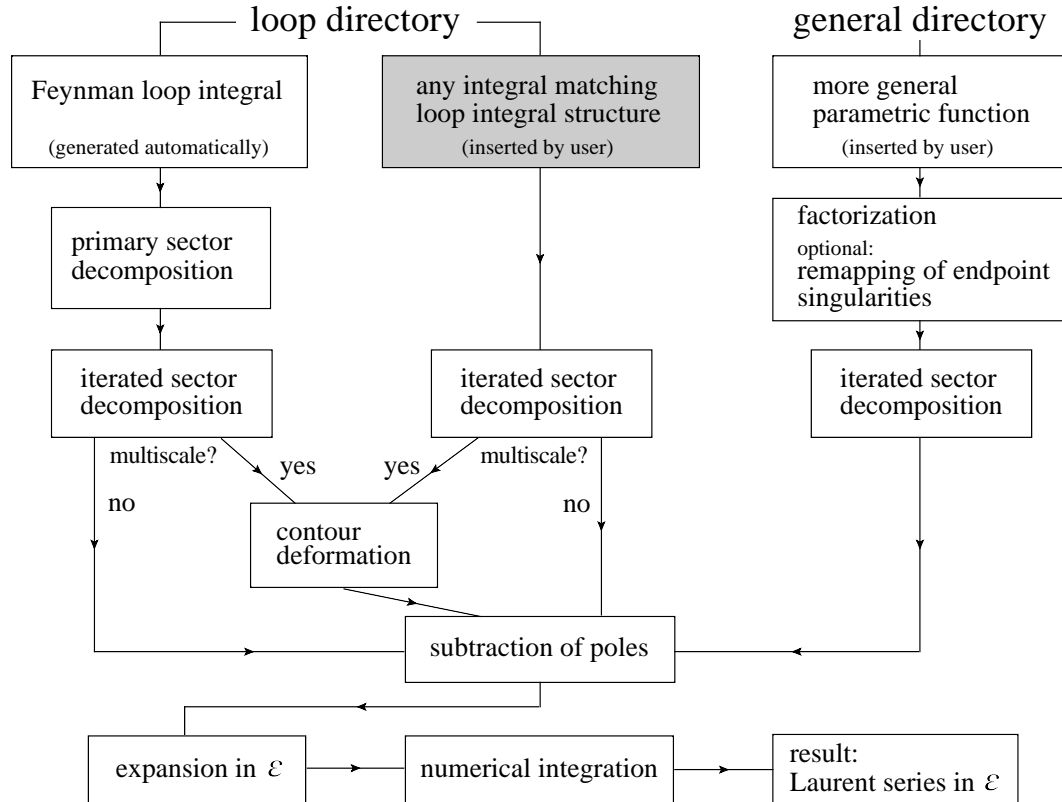 loop directory
general directory
Feynman loop integral
(generated automatically)
any integral matching
loop integral structure
(inserted by user)
more general
parametric function
(inserted by user)
primary sector
decomposition
factorization
optional:
remapping of endpoint
singularities
iterated sector
decomposition
iterated sector
decomposition
iterated sector
decomposition
multiscale?
yes
no
yes
multiscale?
no
contour
deformation
subtraction of poles
expansion in ε
numerical integration
result:
Laurent series in ε